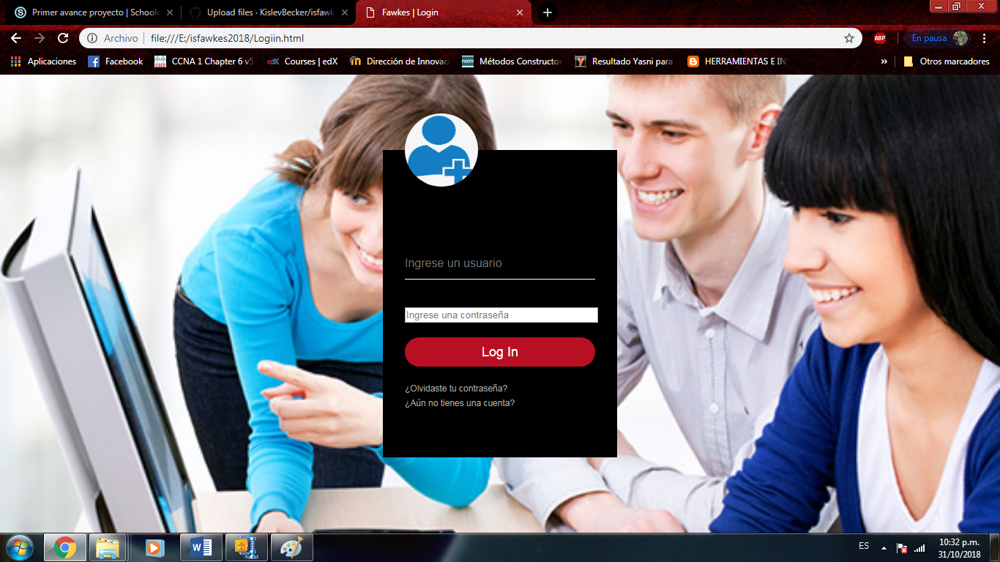 Primer avance proyecto | Schoolo
Upload files · KislevBecker/isfawk
Fawkes | Login
Archivo
file:///E:/isfawkes2018/Logiin.html
ABP
En pausa
Aplicaciones
Facebook
CCNA 1 Chapter 6 v5
Courses | edX
Dirección de Innovac
Métodos Constructor
Resultado Yasni para
HERRAMIENTAS E IN
»
Otros marcadores
Ingrese un usuario
Ingrese una contraseña
Log In
¿Olvidaste tu contraseña?
¿Aún no tienes una cuenta?
ES
10:32 p.m.
31/10/2018